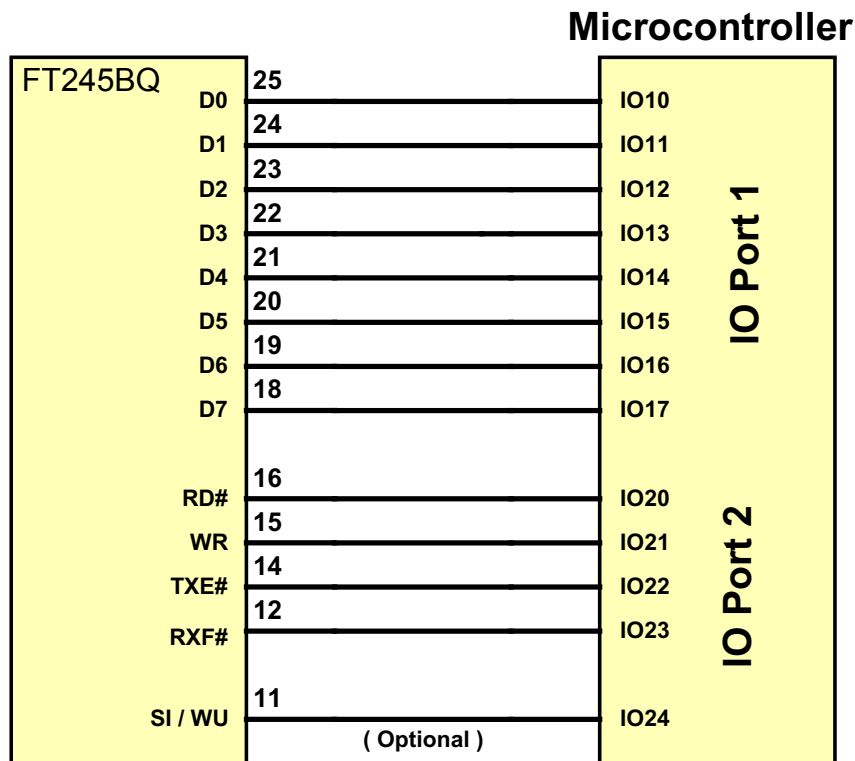 Microcontroller
FT245BQ
D0 25 IO10
D1 24 IO11
D2 23 IO12
D3 22 IO13
D4 21 IO14
D5 20 IO15
D6 19 IO16
D7 18 IO17
IO Port 1
RD# 16 IO20
WR 15 IO21
TXE# 14 IO22
RXF# 12 IO23
IO Port 2
SI / WU 11 IO24
( Optional )